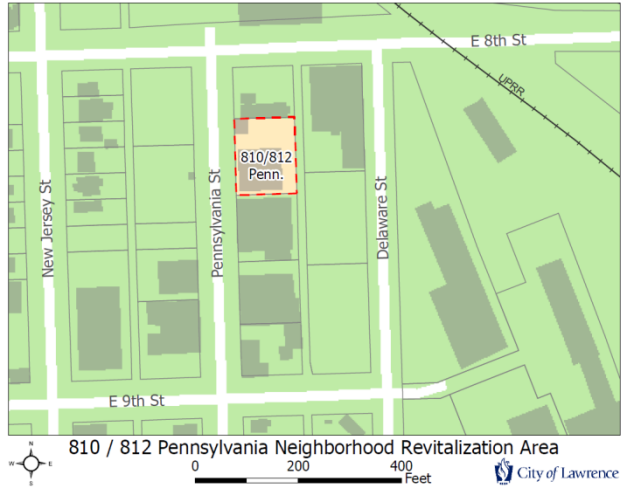 E 8th St
UPRR
810/812
Penn.
New Jersey St
Pennsylvania St
Delaware St
E 9th St
810 / 812 Pennsylvania Neighborhood Revitalization Area
N
W
E
S
0
200
400
Feet
City of Lawrence